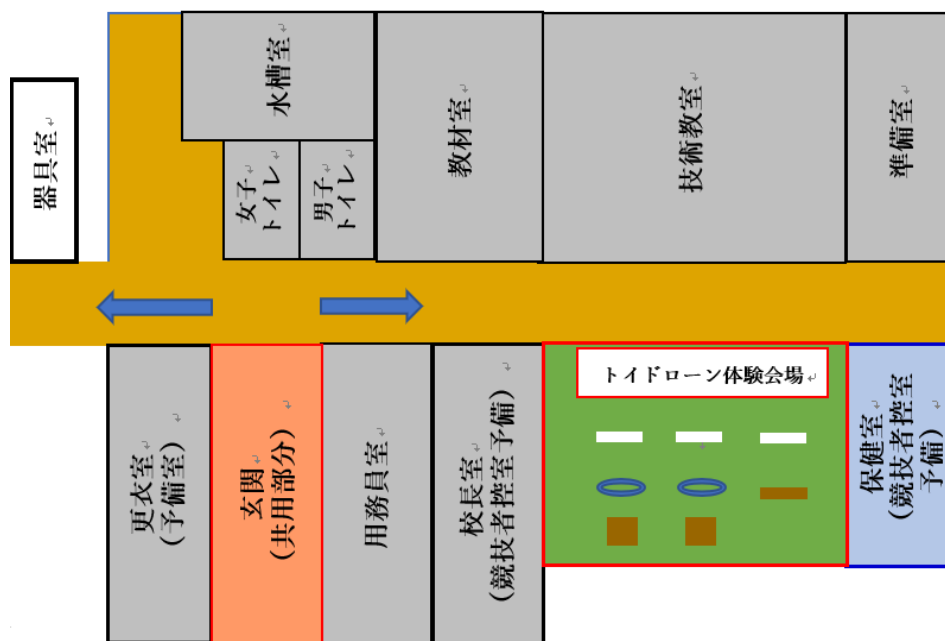 器具室
水槽室
女子
トイレ
男子
トイレ
教材室
技術教室
準備室
更衣室
(予備室)
玄関
(共用部分)
用務員室
校長室
(競技者控室予備)
トイドローン体験会場
保健室
(競技者控室
予備)